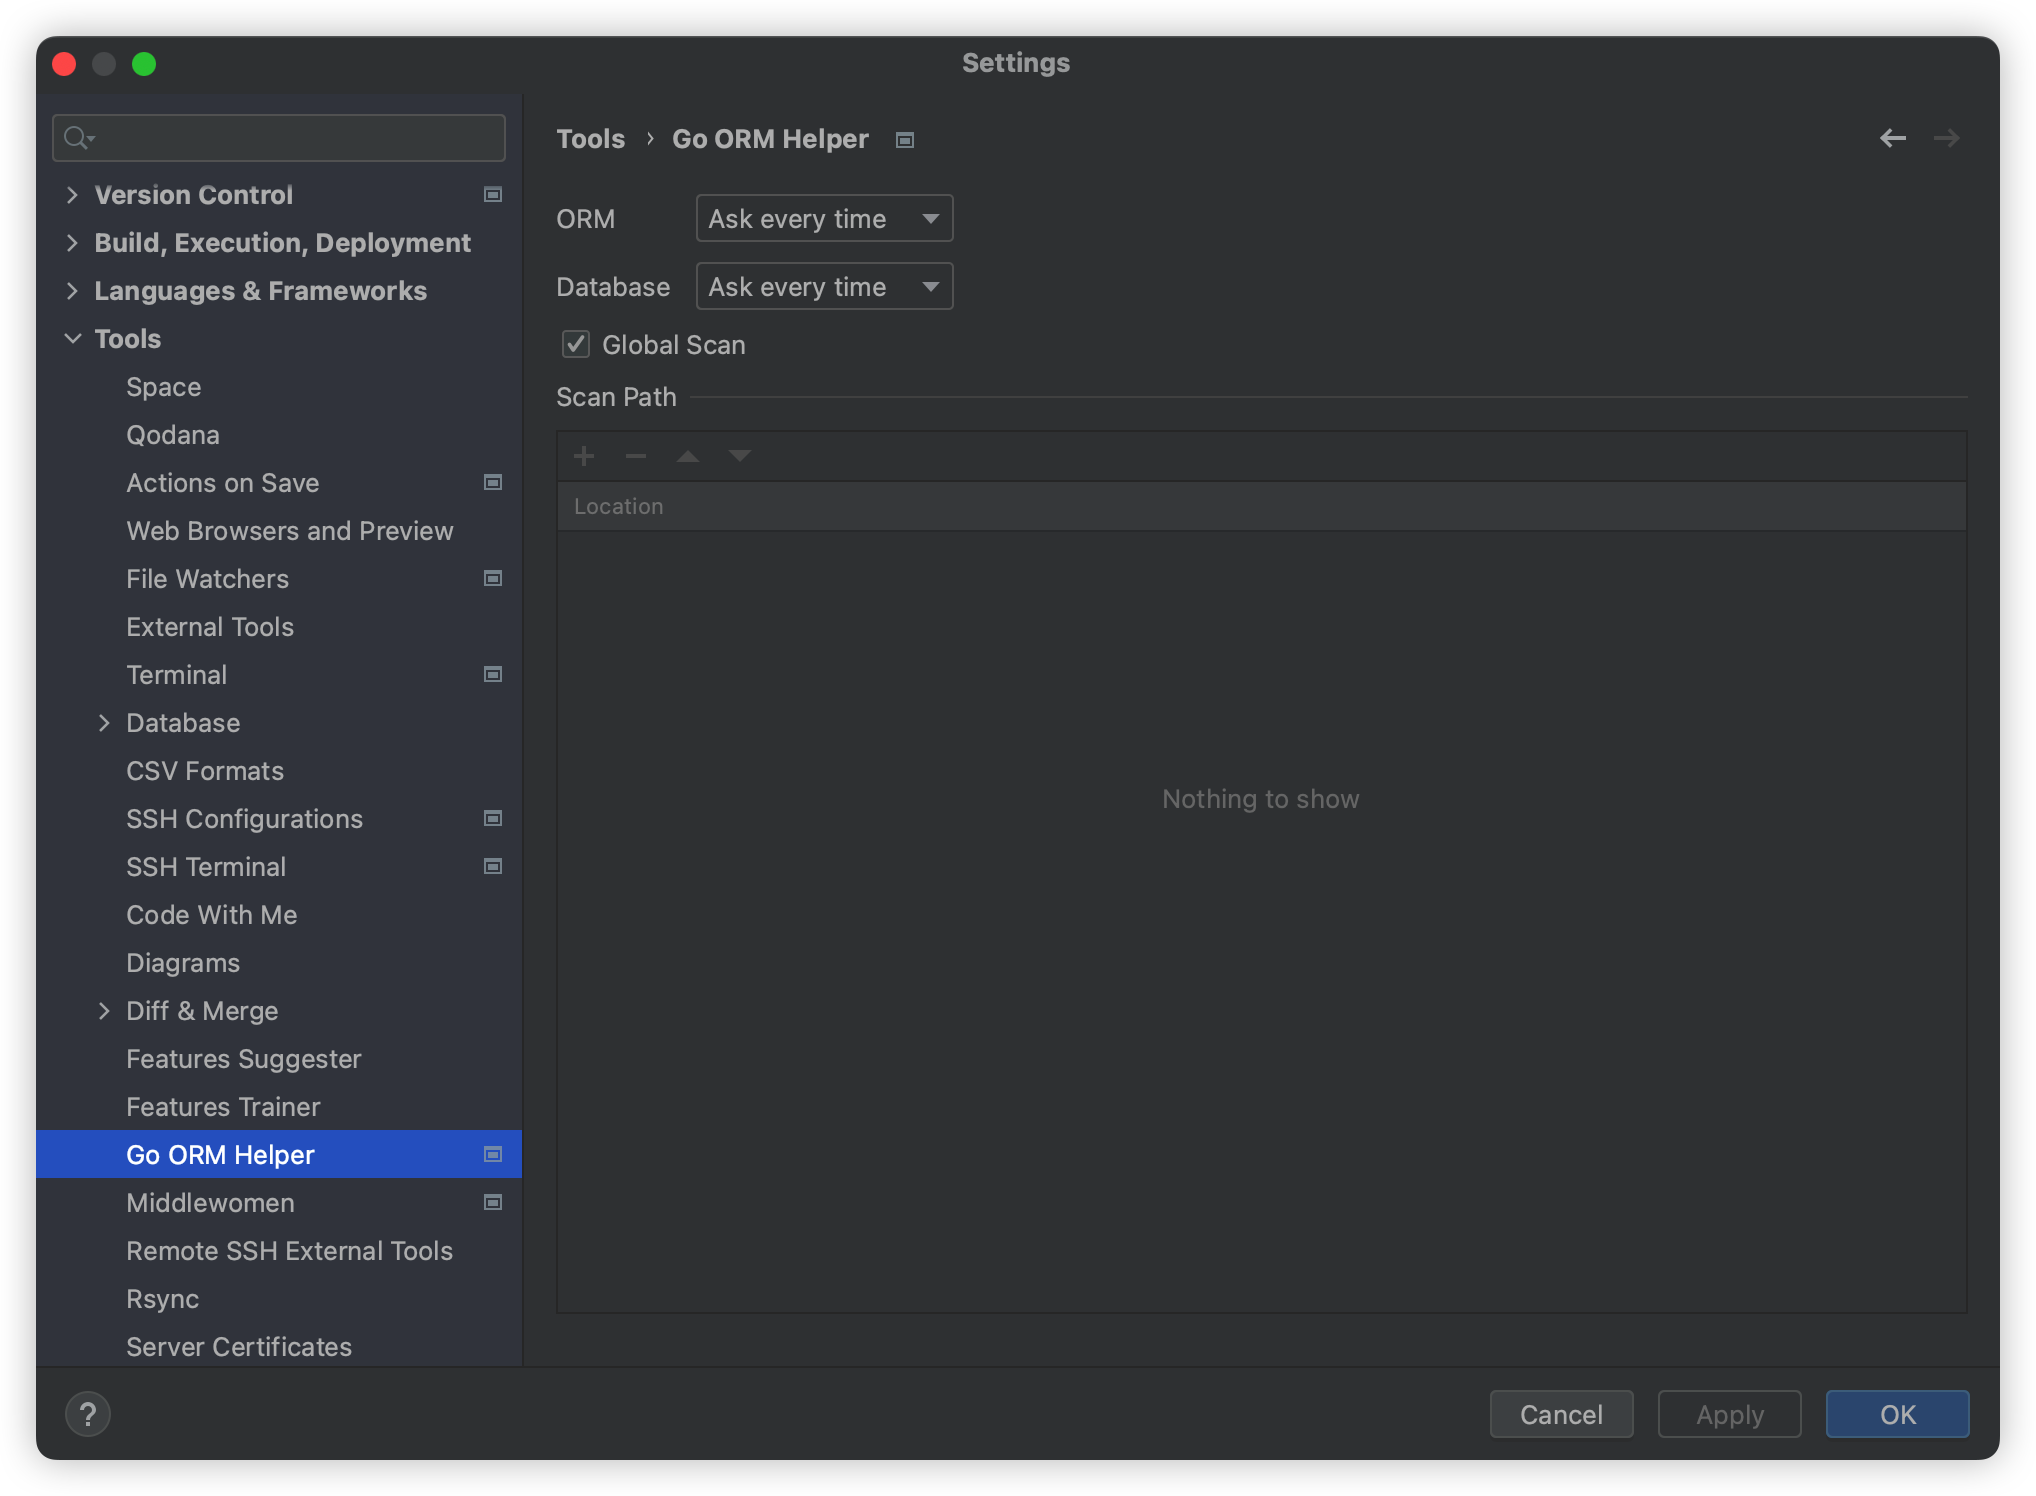 Settings
Version Control
Build, Execution, Deployment
Languages & Frameworks
Tools
Space
Qodana
Actions on Save
Web Browsers and Preview
File Watchers
External Tools
Terminal
Database
CSV Formats
SSH Configurations
SSH Terminal
Code With Me
Diagrams
Diff & Merge
Features Suggester
Features Trainer
Go ORM Helper
Middlewomen
Remote SSH External Tools
Rsync
Server Certificates
Tools › Go ORM Helper
ORM Ask every time
Database Ask every time
Global Scan
Scan Path
Location
Nothing to show
? Cancel Apply OK